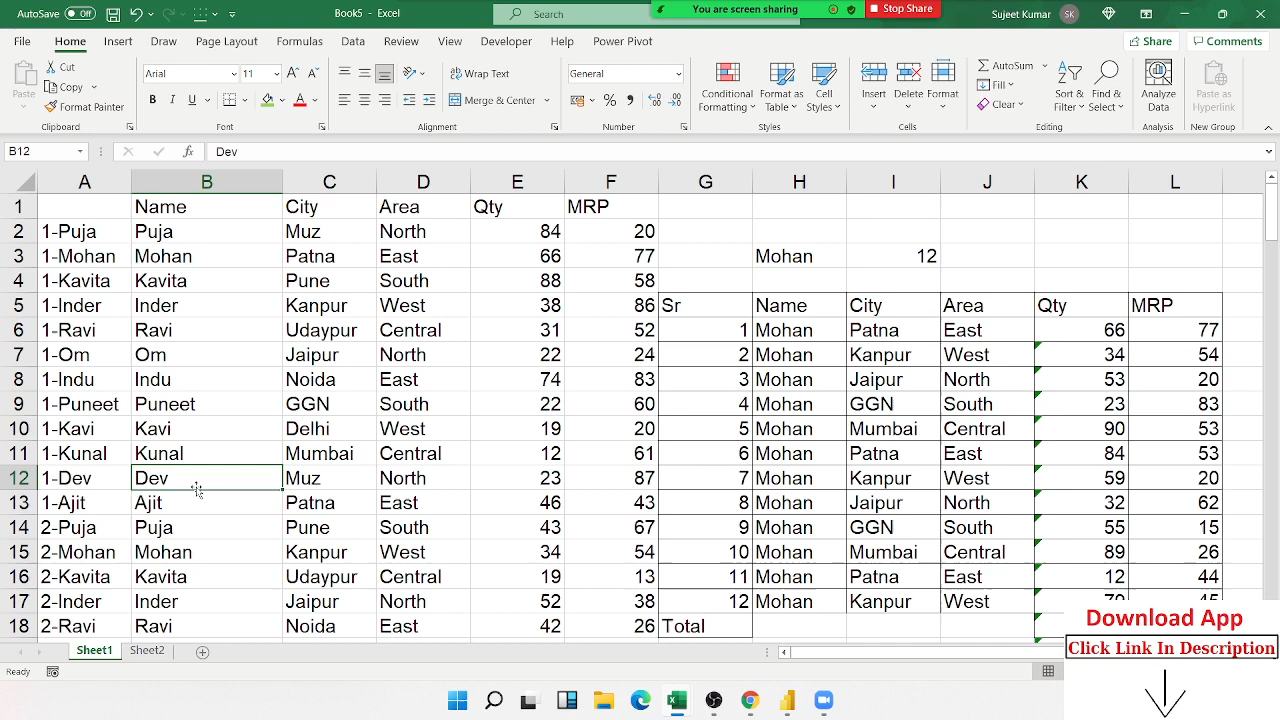 AutoSave Off Book5 - Excel Search You are screen sharing Stop Share Sujeet Kumar SK
File Home Insert Draw Page Layout Formulas Data Review View Developer Help Power Pivot Share Comments
Paste Cut Copy Format Painter Clipboard
Arial 11 B I U Font
Wrap Text Merge & Center Alignment
General Number
Conditional Formatting Format as Table Cell Styles Styles
Insert Delete Format Cells
AutoSum Fill Clear Sort & Filter Find & Select Editing
Analyze Data Analysis
Paste as Hyperlink New Group
B12 fx Dev
A B C D E F G H I J K L
1 Name City Area Qty MRP
2 1-Puja Puja Muz North 84 20
3 1-Mohan Mohan Patna East 66 77 Mohan 12
4 1-Kavita Kavita Pune South 88 58
5 1-Inder Inder Kanpur West 38 86 Sr Name City Area Qty MRP
6 1-Ravi Ravi Udaypur Central 31 52 1 Mohan Patna East 66 77
7 1-Om Om Jaipur North 22 24 2 Mohan Kanpur West 34 54
8 1-Indu Indu Noida East 74 83 3 Mohan Jaipur North 53 20
9 1-Puneet Puneet GGN South 22 60 4 Mohan GGN South 23 83
10 1-Kavi Kavi Delhi West 19 20 5 Mohan Mumbai Central 90 53
11 1-Kunal Kunal Mumbai Central 12 61 6 Mohan Patna East 84 53
12 1-Dev Dev Muz North 23 87 7 Mohan Kanpur West 59 20
13 1-Ajit Ajit Patna East 46 43 8 Mohan Jaipur North 32 62
14 2-Puja Puja Pune South 43 67 9 Mohan GGN South 55 15
15 2-Mohan Mohan Kanpur West 34 54 10 Mohan Mumbai Central 89 26
16 2-Kavita Kavita Udaypur Central 19 13 11 Mohan Patna East 12 44
17 2-Inder Inder Jaipur North 52 38 12 Mohan Kanpur West
18 2-Ravi Ravi Noida East 42 26 Total
Sheet1 Sheet2
Ready
Download App
Click Link In Description